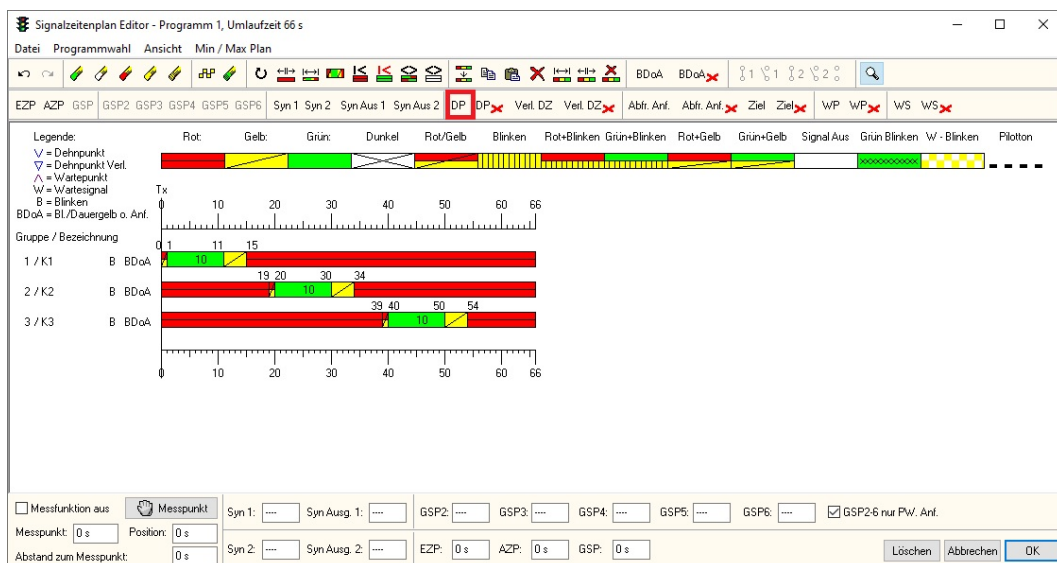 Signalzeitenplan Editor - Programm 1, Umlaufzeit 66 s
Datei Programmwahl Ansicht Min / Max Plan
BDoA BDoA 1 1 2 2
EZP AZP GSP GSP2 GSP3 GSP4 GSP5 GSP6 Syn 1 Syn 2 Syn Aus 1 Syn Aus 2 DP DP Verl. DZ Verl. DZ Abfr. Anf. Abfr. Anf. Ziel Ziel WP WP WS WS
Legende: Rot: Gelb: Grün: Dunkel Rot/Gelb Blinken Rot+Blinken Grün+Blinken Rot+Gelb Grün+Gelb Signal Aus Grün Blinken W - Blinken Pilotton
V = Dehnpunkt
∇ = Dehnpunkt Verl.
Λ = Wartepunkt
W = Wartesignal
B = Blinken
BDoA = Bl./Dauergelb o. Anf.
Tx
0 10 20 30 40 50 60 66
Gruppe / Bezeichnung
0 1 11 15
1 / K1 B BDoA 10
19 20 30 34
2 / K2 B BDoA 10
39 40 50 54
3 / K3 B BDoA 10
0 10 20 30 40 50 60 66
Messfunktion aus Messpunkt Syn 1: ---- Syn Ausg. 1: ---- GSP2: ---- GSP3: ---- GSP4: ---- GSP5: ---- GSP6: ---- GSP2-6 nur PW. Anf.
Messpunkt: 0 s Position: 0 s
Abstand zum Messpunkt: 0 s Syn 2: ---- Syn Ausg. 2: ---- EZP: 0 s AZP: 0 s GSP: 0 s Löschen Abbrechen OK